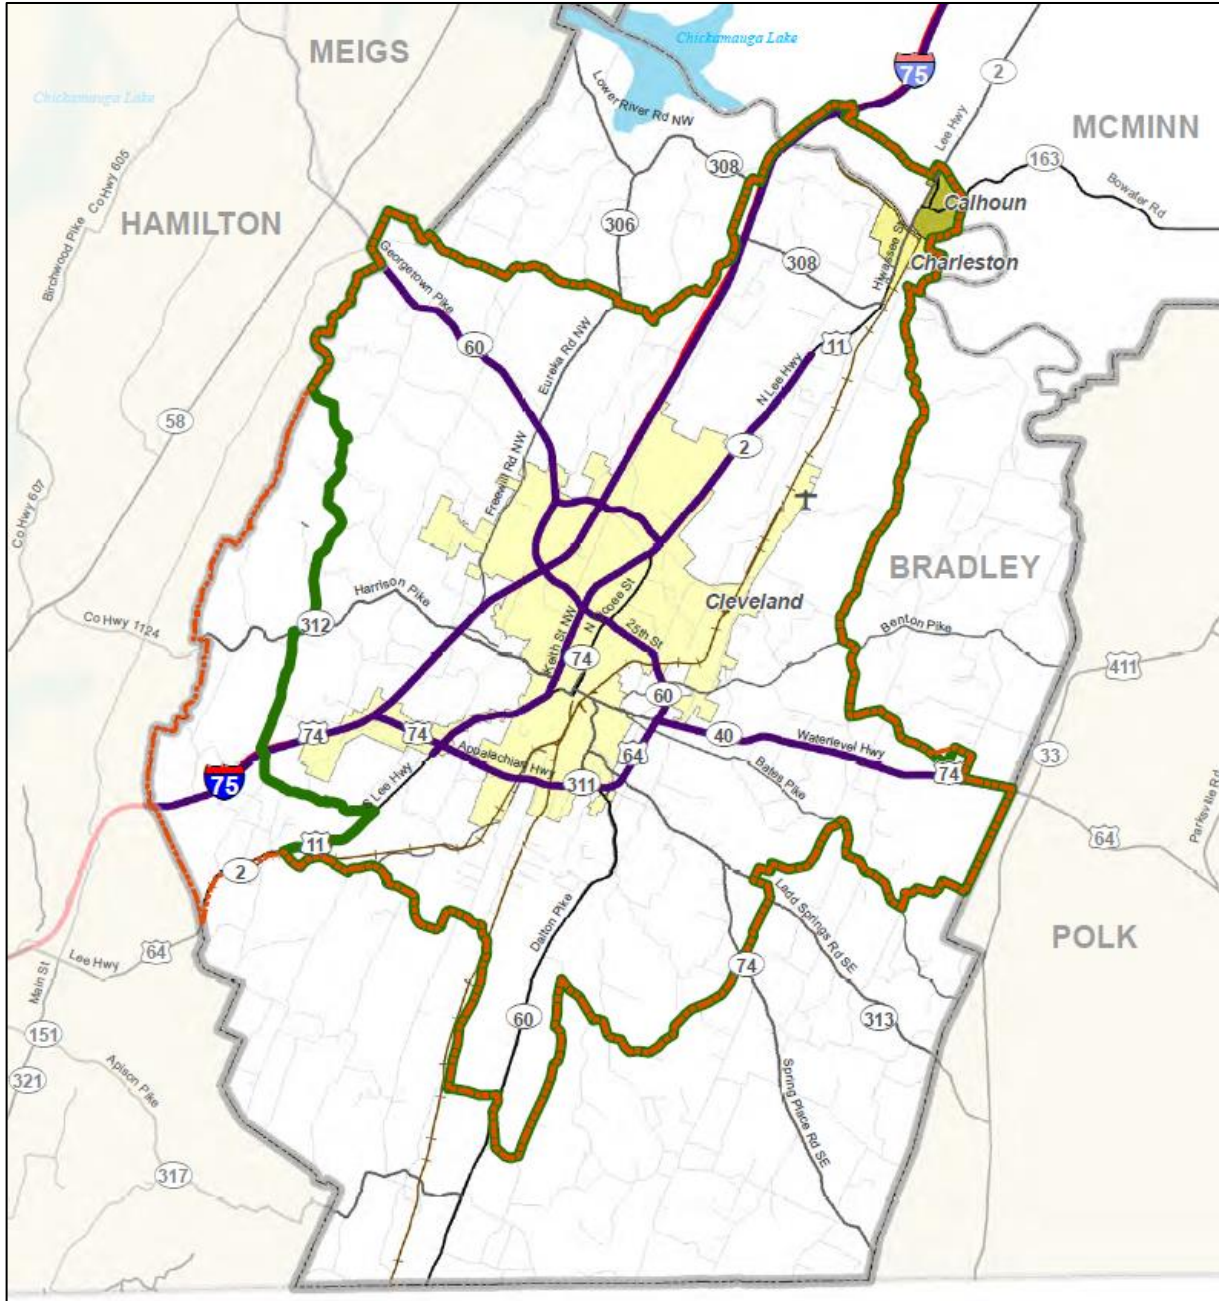 Chickamauga Lake
MEIGS
75
2
Lee Hwy
Chickamauga Lake
Lower River Rd NW
MCMINN
163
Bowater Rd
Co Hwy 605
308
Calhoun
HAMILTON
306
Birchwood Pike
Georgetown Pike
308
Hiwassee S
Charleston
60
11
Eureka Rd NW
N Lee Hwy
58
2
Co Hwy 607
Freewill Rd NW
BRADLEY
Harrison Pike
Cleveland
Co Hwy 1124
312
N
coee St
25th St
Benton Pike
Keith St NW
74
411
60
74
74
40
Waterlevel Hwy
33
Appalachian Hwy
64
74
75
S Lee Hwy
311
Bates Pike
Parksville Rd
11
64
2
Ladd Springs Rd SE
Dalton Pike
POLK
64
Lee Hwy
74
Main St
60
313
151
Apison Pike
321
Spring Place Rd SE
317
60